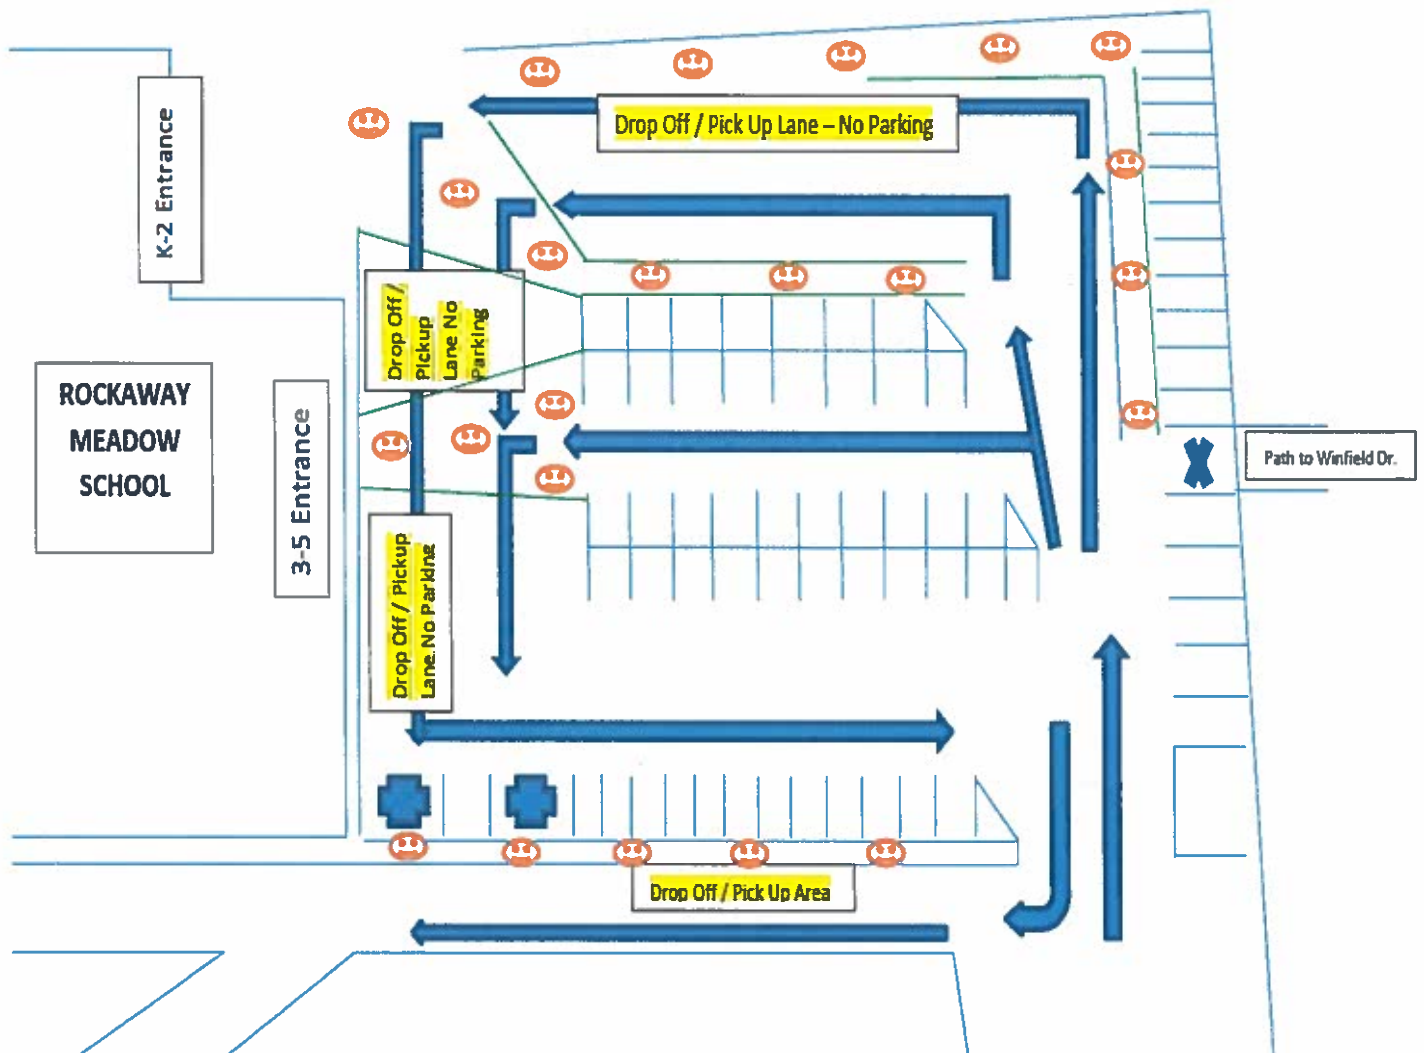 K-2 Entrance
Drop Off / Pick Up Lane – No Parking
Drop Off /
Pickup
Lane No
Parking
ROCKAWAY
MEADOW
SCHOOL
3-5 Entrance
Path to Winfield Dr.
Drop Off / Pickup
Lane. No Parking
Drop Off / Pick Up Area